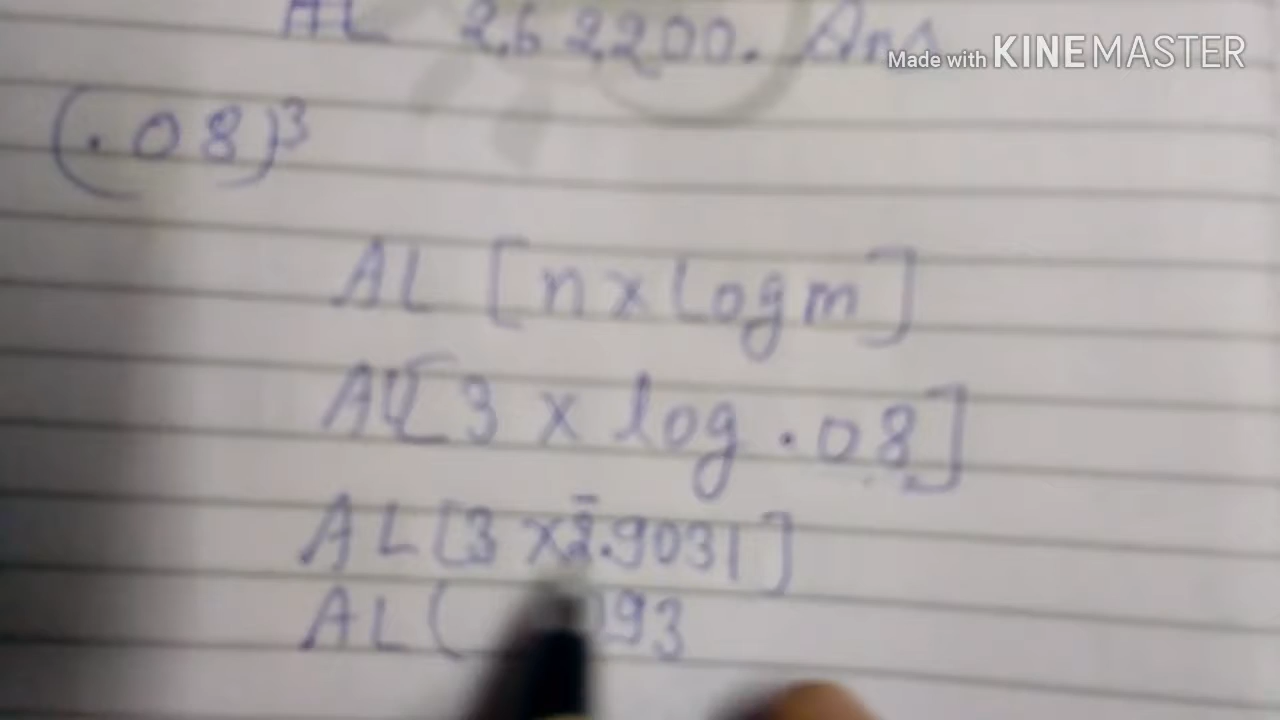 AL 262200. Ans
Made with KINEMASTER
(.08)³
AL [n x log m]
AL[3 x log .08]
AL[3 x 2̄.9031]
AL( 93